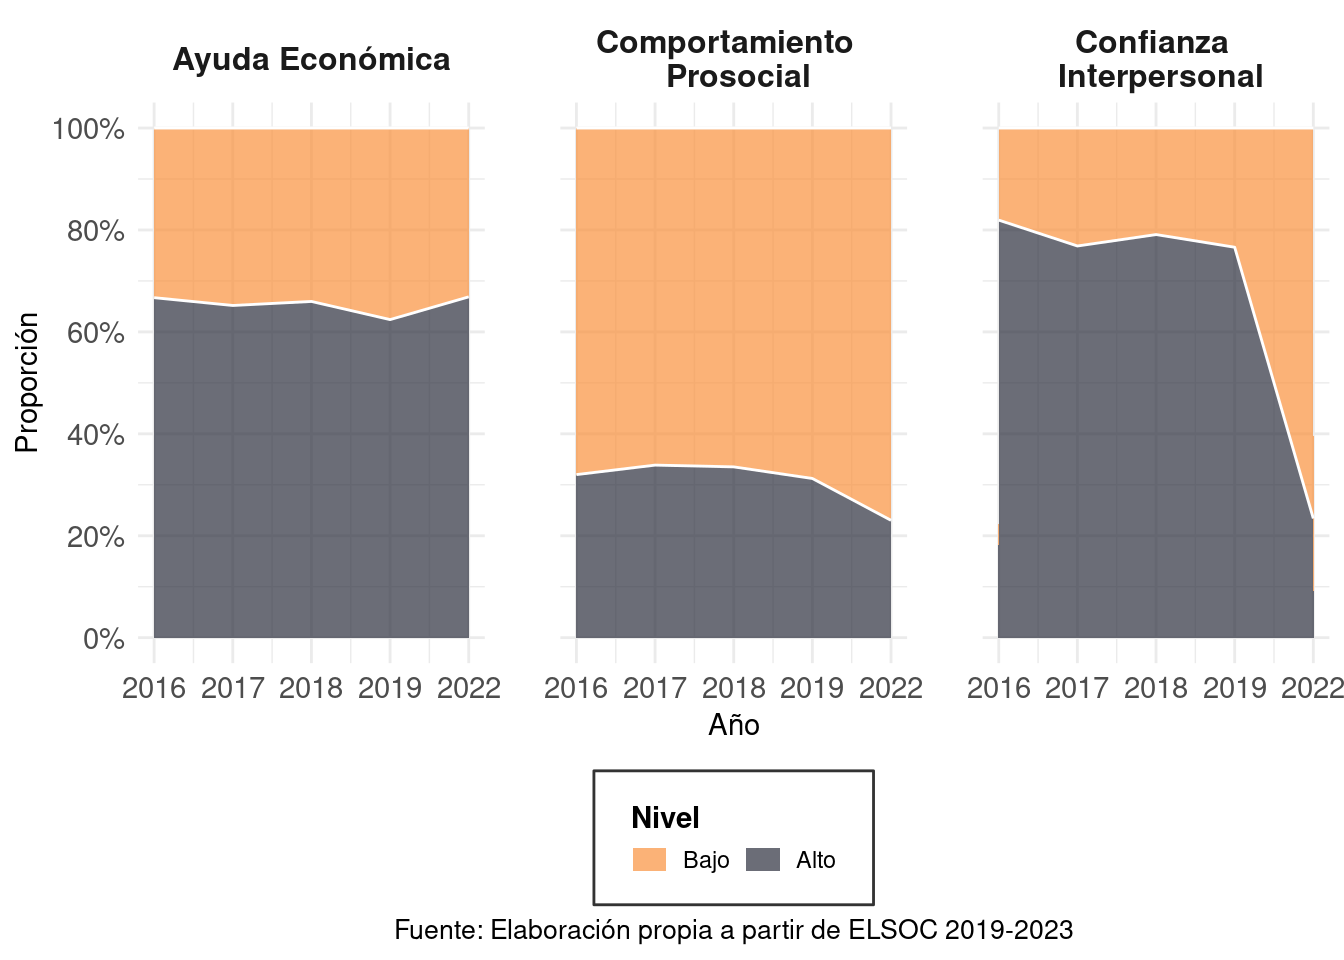 Ayuda Económica
Comportamiento
Prosocial
Confianza
Interpersonal
Proporción
100%
80%
60%
40%
20%
0%
2016 2017 2018 2019 2022
2016 2017 2018 2019 2022
2016 2017 2018 2019 2022
Año
Nivel
Bajo Alto
Fuente: Elaboración propia a partir de ELSOC 2019-2023